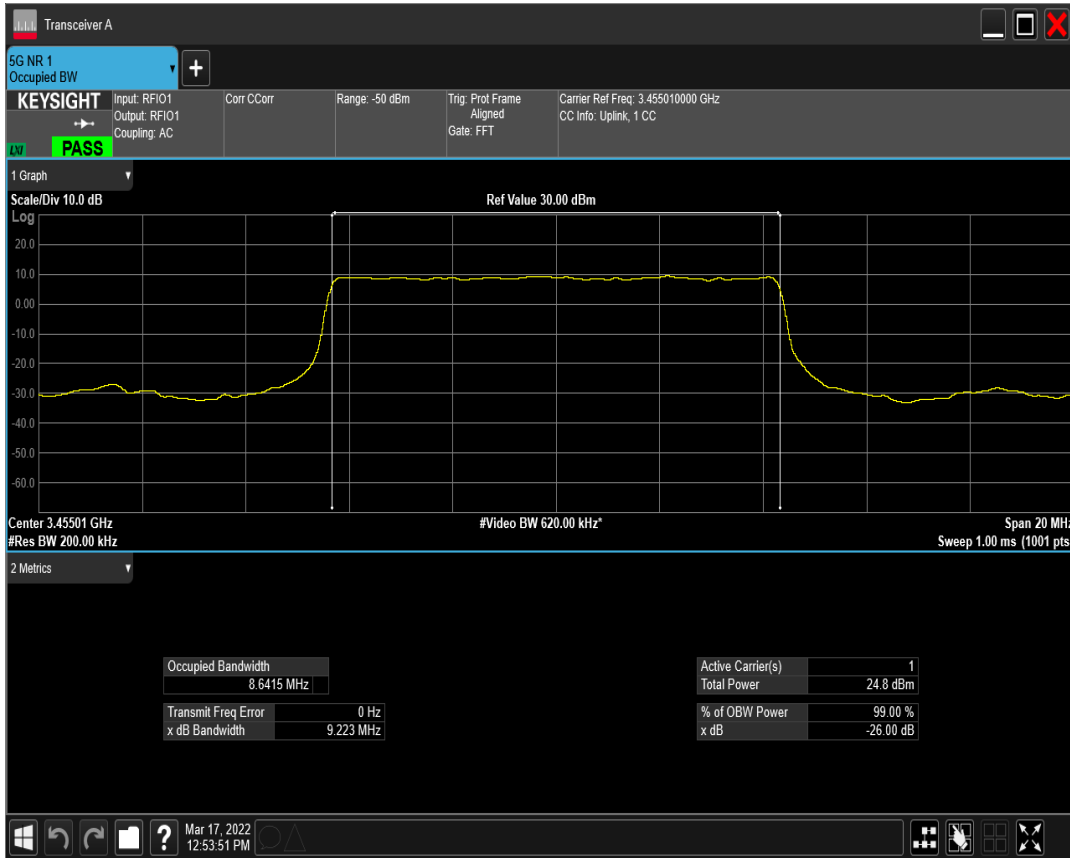 Transceiver A
5G NR 1
Occupied BW
+
KEYSIGHT
Input: RFIO1
Output: RFIO1
Coupling: AC
Corr CCorr
Range: -50 dBm
Trig: Prot Frame
Aligned
Gate: FFT
Carrier Ref Freq: 3.455010000 GHz
CC Info: Uplink, 1 CC
LXI
PASS
1 Graph
Scale/Div 10.0 dB
Ref Value 30.00 dBm
Log
20.0
10.0
0.00
-10.0
-20.0
-30.0
-40.0
-50.0
-60.0
Center 3.45501 GHz
#Video BW 620.00 kHz*
Span 20 MHz
#Res BW 200.00 kHz
Sweep 1.00 ms (1001 pts
2 Metrics
Occupied Bandwidth
8.6415 MHz
Transmit Freq Error 0 Hz
x dB Bandwidth 9.223 MHz
Active Carrier(s) 1
Total Power 24.8 dBm
% of OBW Power 99.00 %
x dB -26.00 dB
?
Mar 17, 2022
12:53:51 PM